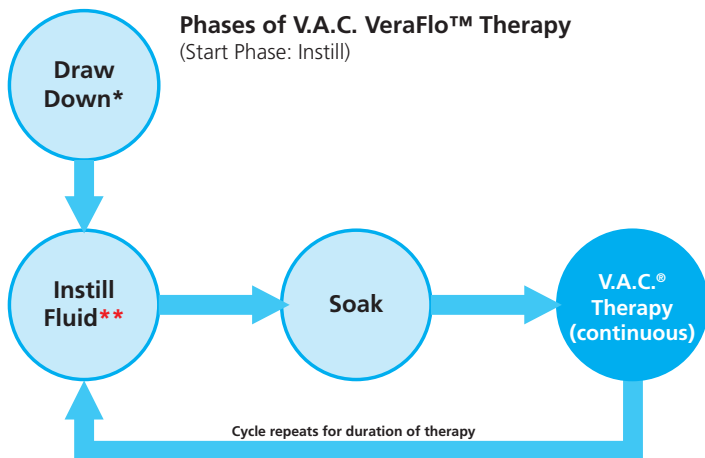 Phases of V.A.C. VeraFlo™ Therapy
(Start Phase: Instill)
Draw
Down*
Instill
Fluid**
Soak
V.A.C.®
Therapy
(continuous)
Cycle repeats for duration of therapy